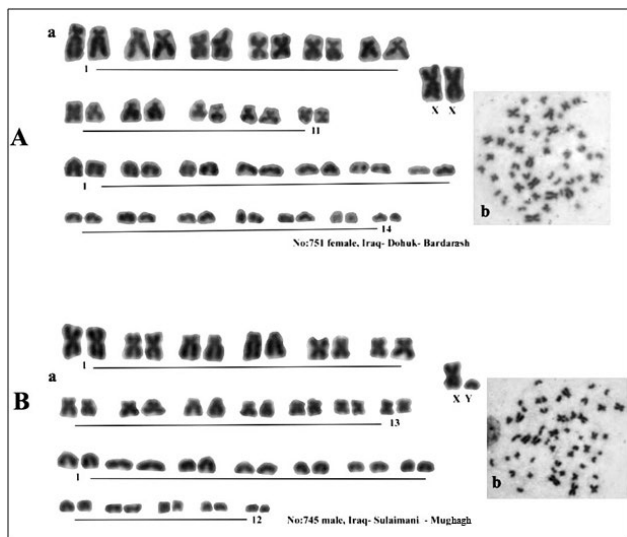 a
1
X X
A
11
1
b
14
No:751 female, Iraq- Dohuk- Bardarash
1
a
X Y
B
13
1
b
12
No:745 male, Iraq- Sulaimani - Mughagh